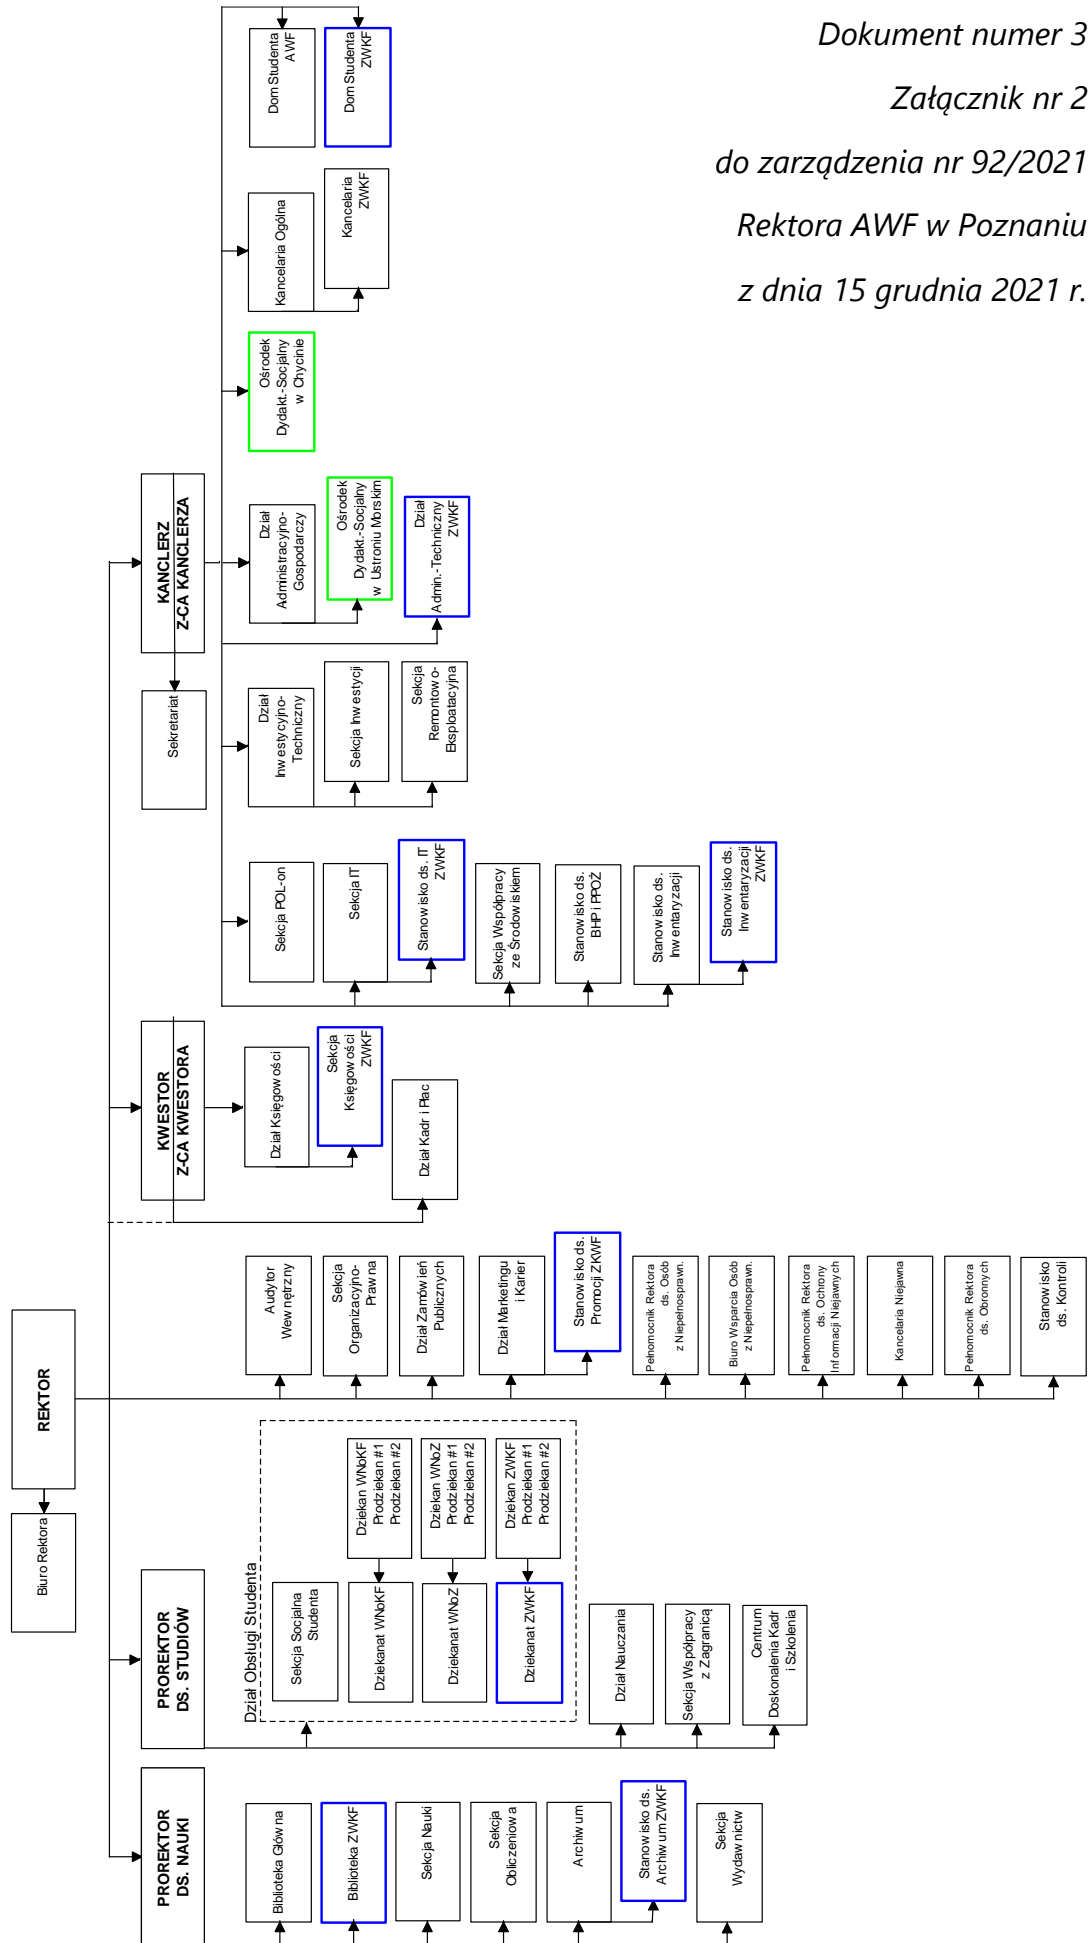 Dokument numer 3
Załącznik nr 2
do zarządzenia nr 92/2021
Rektora AWF w Poznaniu
z dnia 15 grudnia 2021 r.
REKTOR
Biuro Rektora
PROREKTOR
DS. NAUKI
Biblioteka Główna
Biblioteka ZWKF
Sekcja Nauki
Sekcja
Obliczeniowa
Archiwum
Stanowisko ds.
Archiwum ZWKF
Sekcja
Wydawnictw
PROREKTOR
DS. STUDIÓW
Dział Obsługi Studenta
Sekcja Socjalna
Studenta
Dziekanat WNoKF
Dziekan WNoKF
Prodziekan #1
Prodziekan #2
Dziekanat WNoZ
Dziekan WNoZ
Prodziekan #1
Prodziekan #2
Dziekanat ZWKF
Dziekan ZWKF
Prodziekan #1
Prodziekan #2
Dział Nauczania
Sekcja Współpracy
z Zagranicą
Centrum
Doskonalenia Kadr
i Szkolenia
Audytor
Wewnętrzny
Sekcja
Organizacyjno-
Prawna
Dział Zamówień
Publicznych
Dział Marketingu
i Karier
Stanowisko ds.
Promocji ZKWF
Pełnomocnik Rektora
ds. Osób
z Niepełnosprawn.
Biuro Wsparcia Osób
z Niepełnosprawn.
Pełnomocnik Rektora
ds. Ochrony
Informacji Niejawnych
Kancelaria Niejawna
Pełnomocnik Rektora
ds. Obronnych
Stanowisko
ds. Kontroli
KWESTOR
Z-CA KWESTORA
Dział Księgowości
Sekcja
Księgowości
ZWKF
Dział Kadr i Płac
KANCLERZ
Z-CA KANCLERZA
Sekretariat
Sekcja POL-on
Sekcja IT
Stanowisko ds. IT
ZWKF
Sekcja Współpracy
ze Środowiskiem
Stanowisko ds.
BHP i PPOŻ
Stanowisko ds.
Inwentaryzacji
Stanowisko ds.
Inwentaryzacji
ZWKF
Dział
Inwestycyjno-
Techniczny
Sekcja Inwestycji
Sekcja
Remontowo-
Eksploatacyjna
Dział
Administracyjno-
Gospodarczy
Ośrodek
Dydakt.-Socjalny
w Ustroniu Morskim
Dział
Admin.-Techniczny
ZWKF
Ośrodek
Dydakt.-Socjalny
w Chycinie
Kancelaria Ogólna
Kancelaria
ZWKF
Dom Studenta
AWF
Dom Studenta
ZWKF